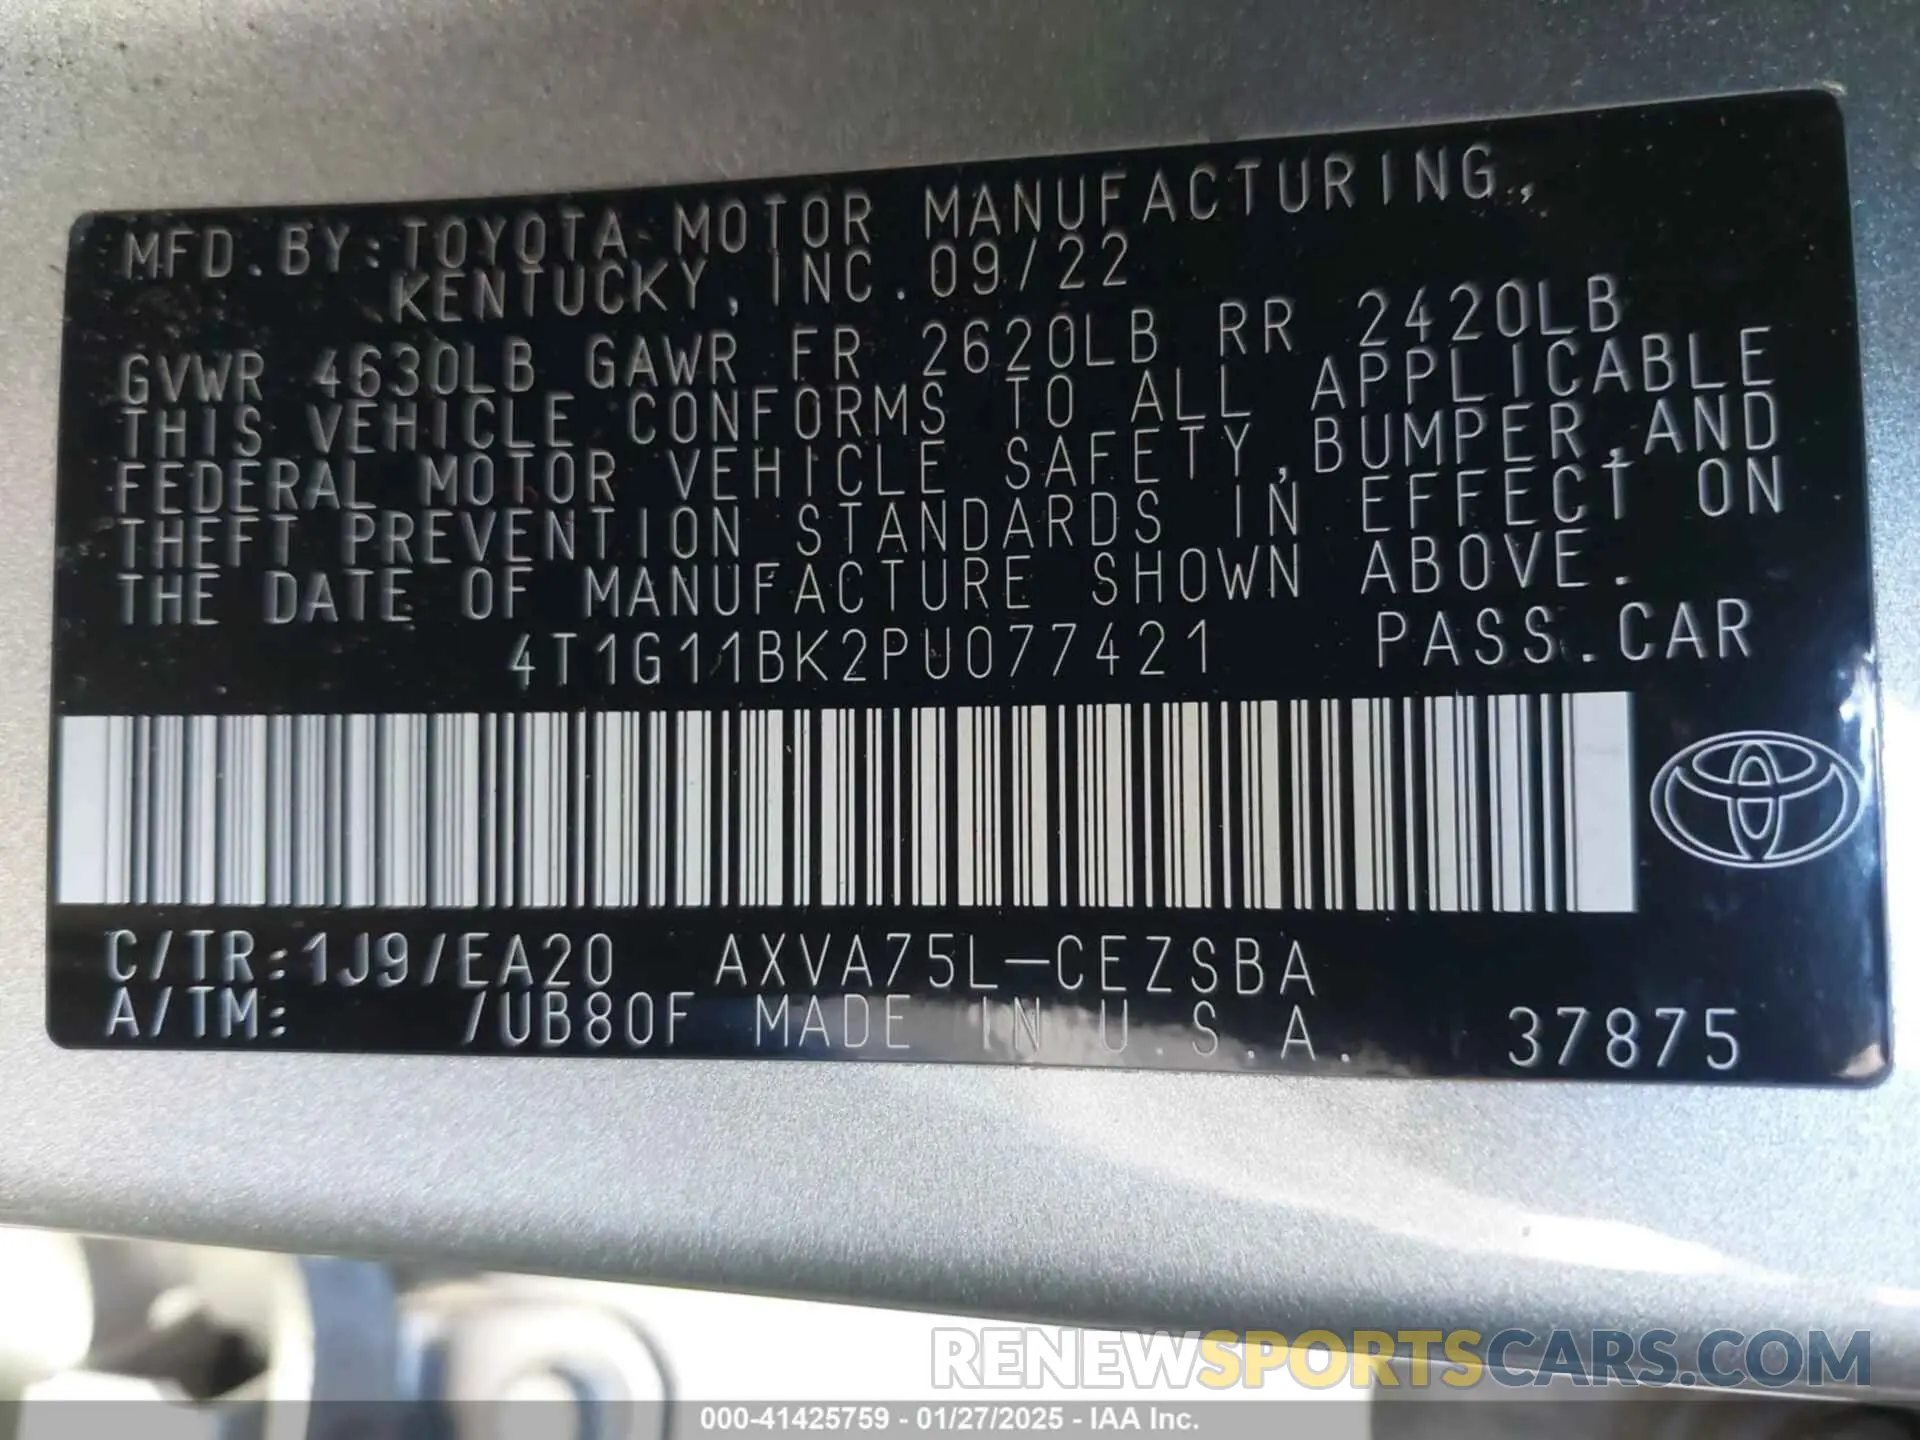 MFD.BY:TOYOTA MOTOR MANUFACTURING,
KENTUCKY, INC. 09/22
GVWR 4630LB GAWR FR 2620LB RR 2420LB
THIS VEHICLE CONFORMS TO ALL APPLICABLE
FEDERAL MOTOR VEHICLE SAFETY,BUMPER,AND
THEFT PREVENTION STANDARDS IN EFFECT ON
THE DATE OF MANUFACTURE SHOWN ABOVE.
4T1G11BK2PU077421 PASS.CAR
C/TR:1J9/EA20 AXVA75L-CEZSBA
A/TM: /UB80F MADE IN U.S.A. 37875
RENEWSPORTSCARS.COM
000-41425759 - 01/27/2025 - IAA Inc.